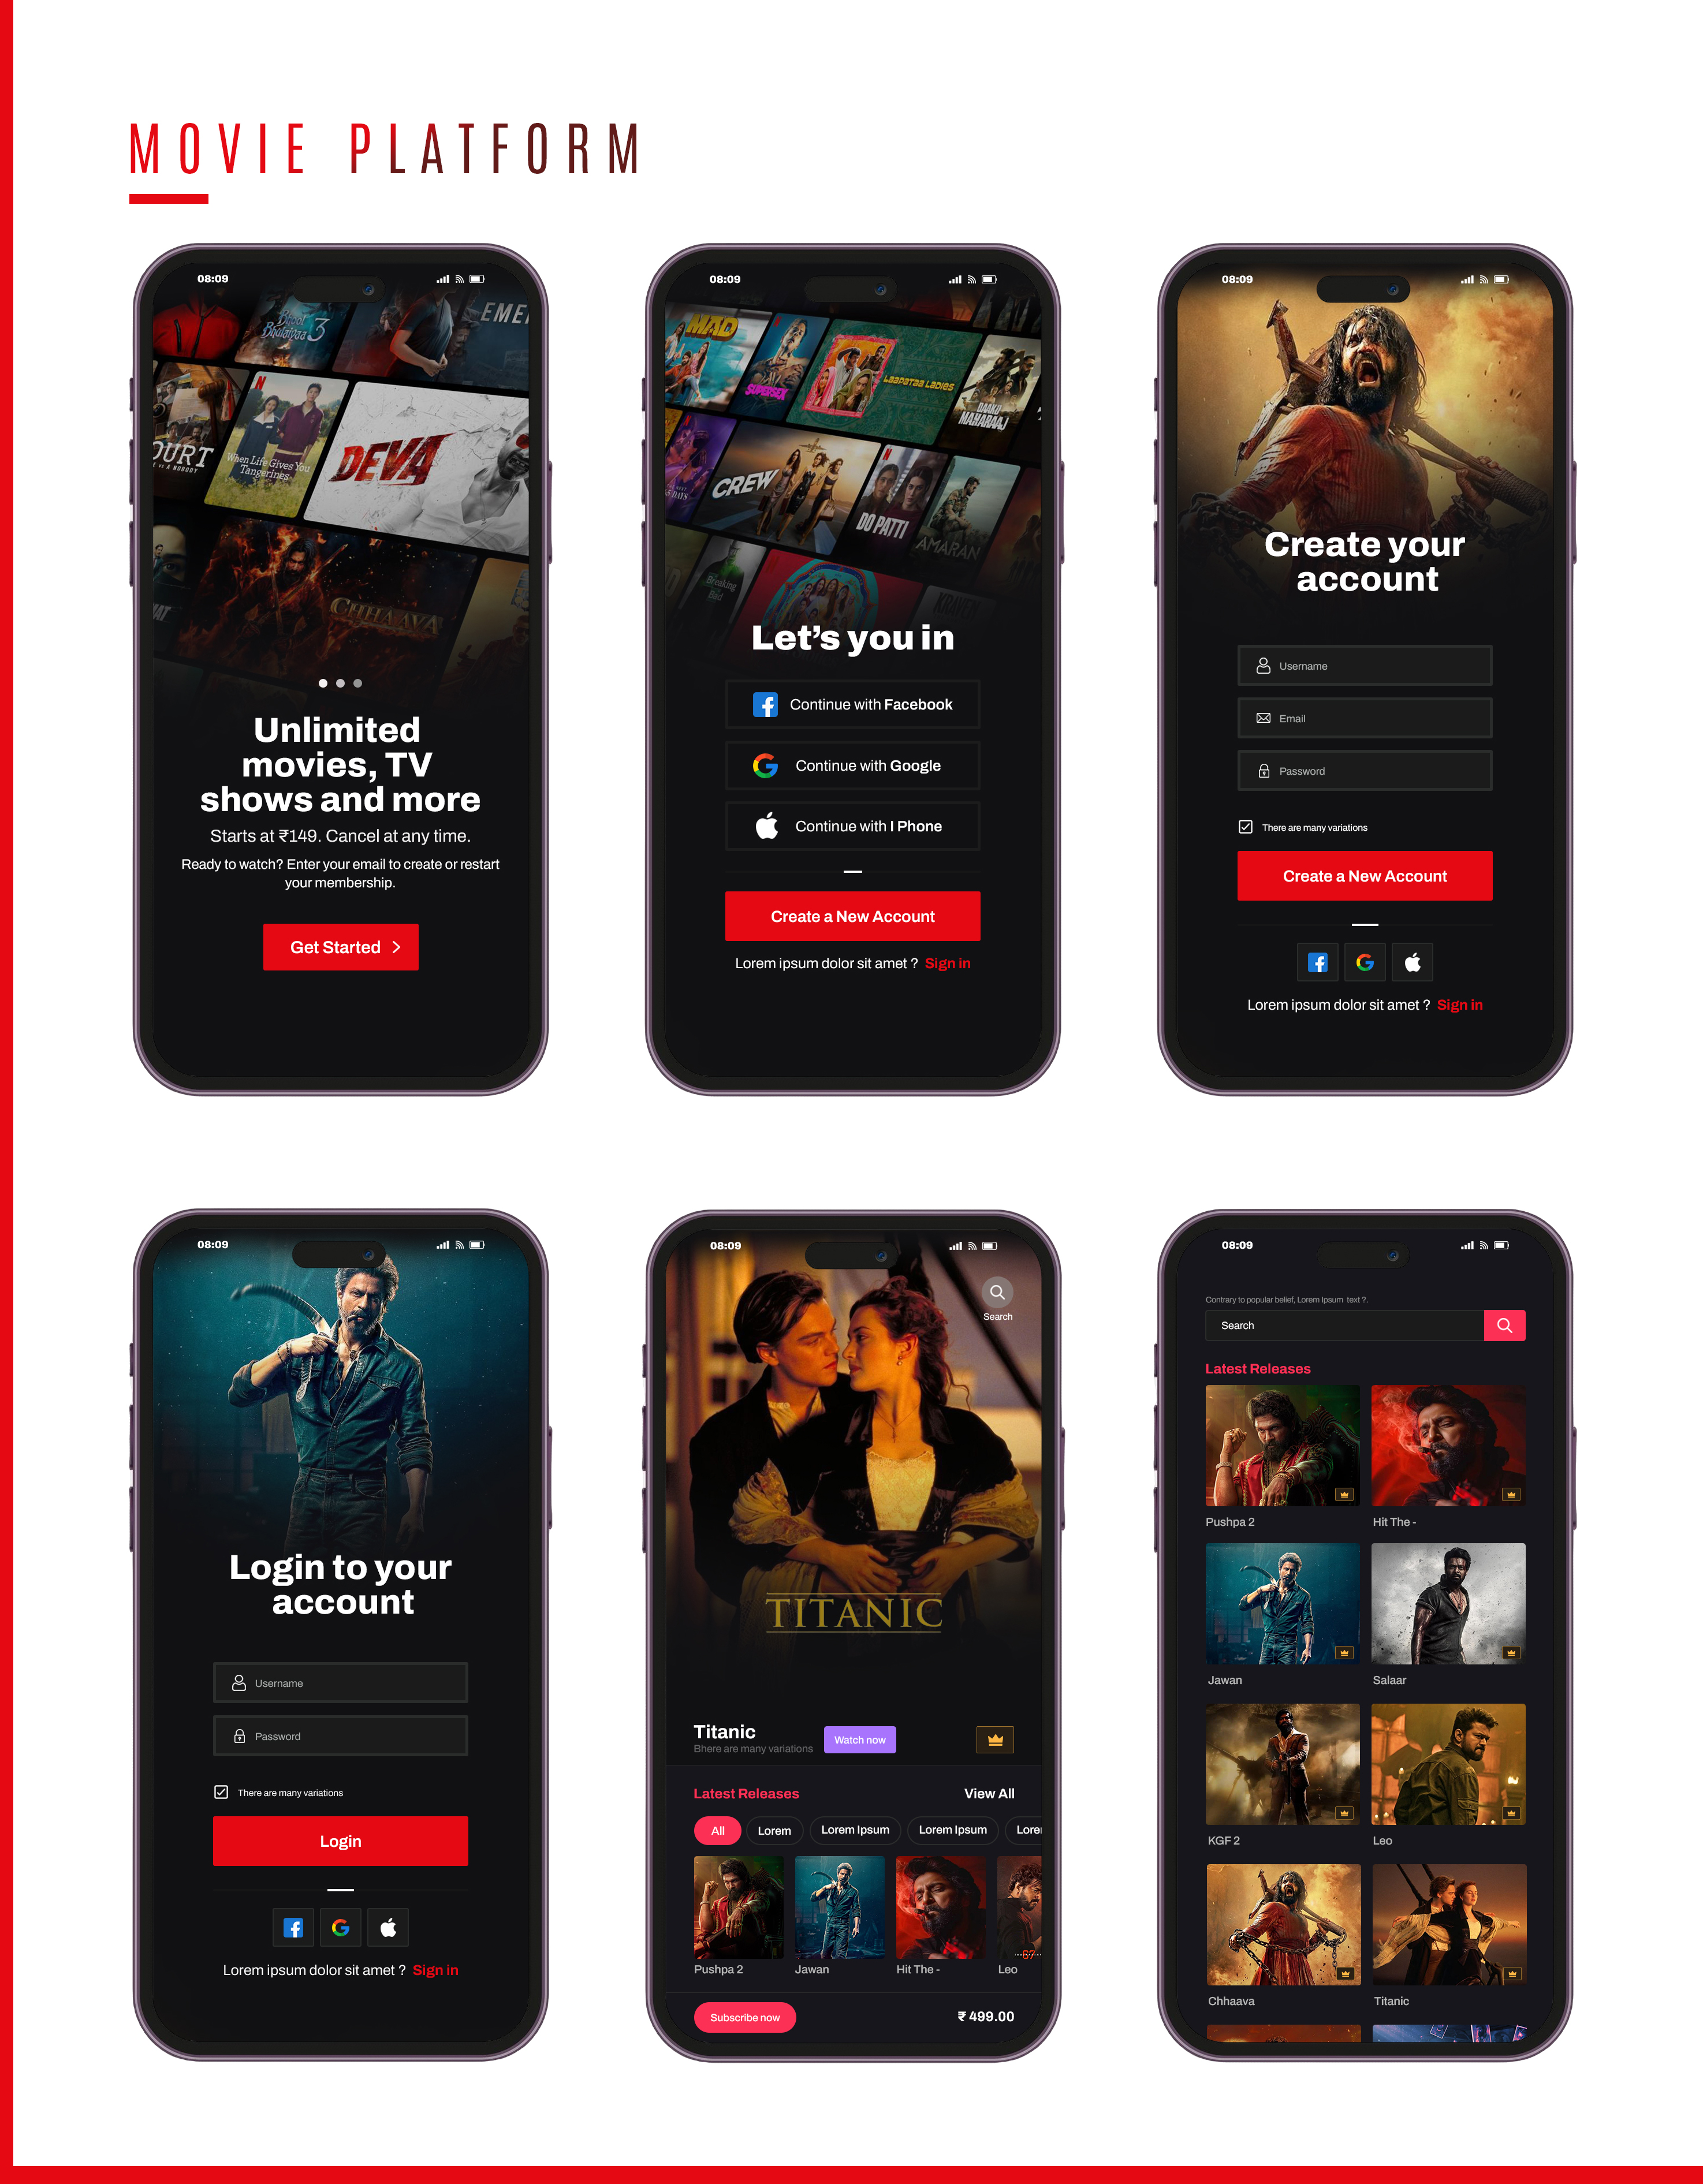 MOVIE PLATFORM
08:09
Bhool
Bhulaiyaa 3
EME
OURT
When Life Gives You
Tangerines
DEVA
CHHAAVA
Unlimited
movies, TV
shows and more
Starts at ₹149. Cancel at any time.
Ready to watch? Enter your email to create or restart
your membership.
Get Started
08:09
MAD
SUPERSEX
LAAPATAA LADIES
DAAKU
MAHARAAJ
DAYS
CREW
DO PATTI
AMARAN
Breaking
Bad
KRAVEN
Let's you in
Continue with Facebook
Continue with Google
Continue with I Phone
Create a New Account
Lorem ipsum dolor sit amet ? Sign in
08:09
Create your
account
Username
Email
Password
There are many variations
Create a New Account
Lorem ipsum dolor sit amet ? Sign in
08:09
Login to your
account
Username
Password
There are many variations
Login
Lorem ipsum dolor sit amet ? Sign in
08:09
Search
TITANIC
Titanic
Bhere are many variations
Watch now
Latest Releases
View All
All
Lorem
Lorem Ipsum
Lorem Ipsum
Lorem
Pushpa 2
Jawan
Hit The -
Leo
Subscribe now
₹ 499.00
08:09
Contrary to popular belief, Lorem Ipsum text ?.
Search
Latest Releases
Pushpa 2
Hit The -
Jawan
Salaar
KGF 2
Leo
Chhaava
Titanic